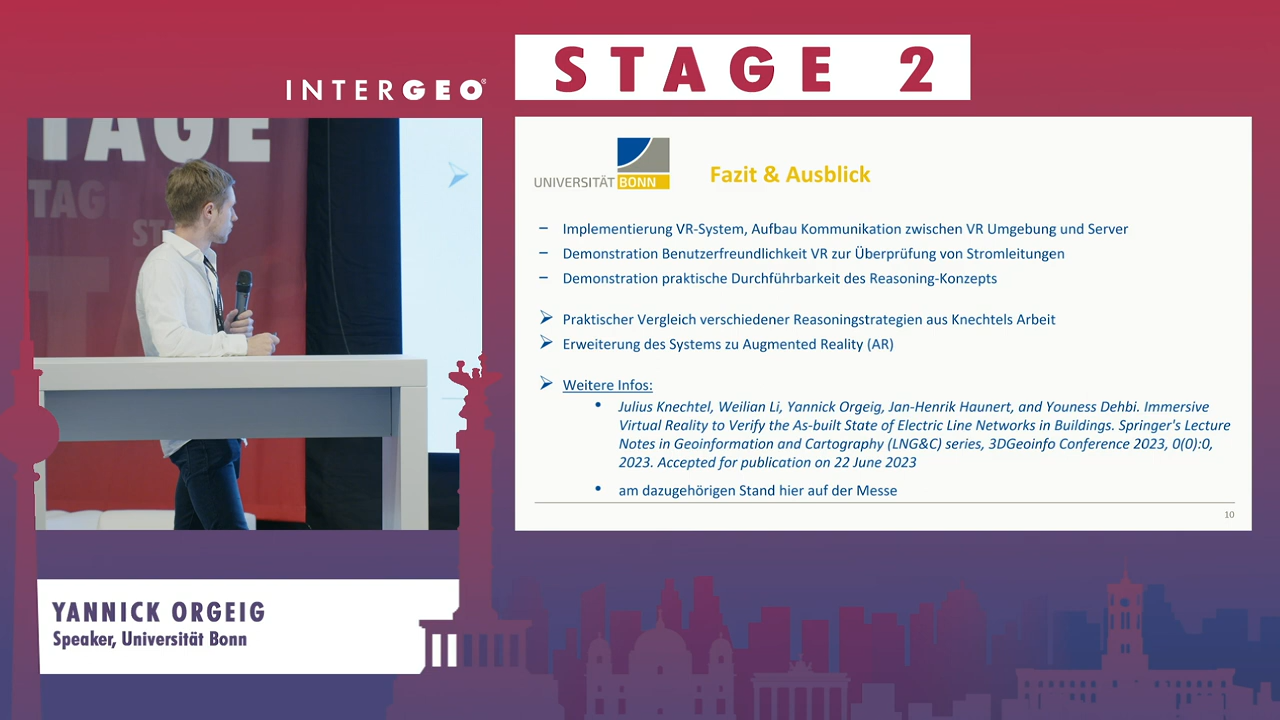 STAGE 2
INTERGEO®
TAGE
TAG
ST
UNIVERSITÄT BONN
Fazit & Ausblick
– Implementierung VR-System, Aufbau Kommunikation zwischen VR Umgebung und Server
– Demonstration Benutzerfreundlichkeit VR zur Überprüfung von Stromleitungen
– Demonstration praktische Durchführbarkeit des Reasoning-Konzepts
➢ Praktischer Vergleich verschiedener Reasoningstrategien aus Knechtels Arbeit
➢ Erweiterung des Systems zu Augmented Reality (AR)
➢ Weitere Infos:
• Julius Knechtel, Weilian Li, Yannick Orgeig, Jan-Henrik Haunert, and Youness Dehbi. Immersive
Virtual Reality to Verify the As-built State of Electric Line Networks in Buildings. Springer's Lecture
Notes in Geoinformation and Cartography (LNG&C) series, 3DGeoinfo Conference 2023, 0(0):0,
2023. Accepted for publication on 22 June 2023
• am dazugehörigen Stand hier auf der Messe
10
YANNICK ORGEIG
Speaker, Universität Bonn